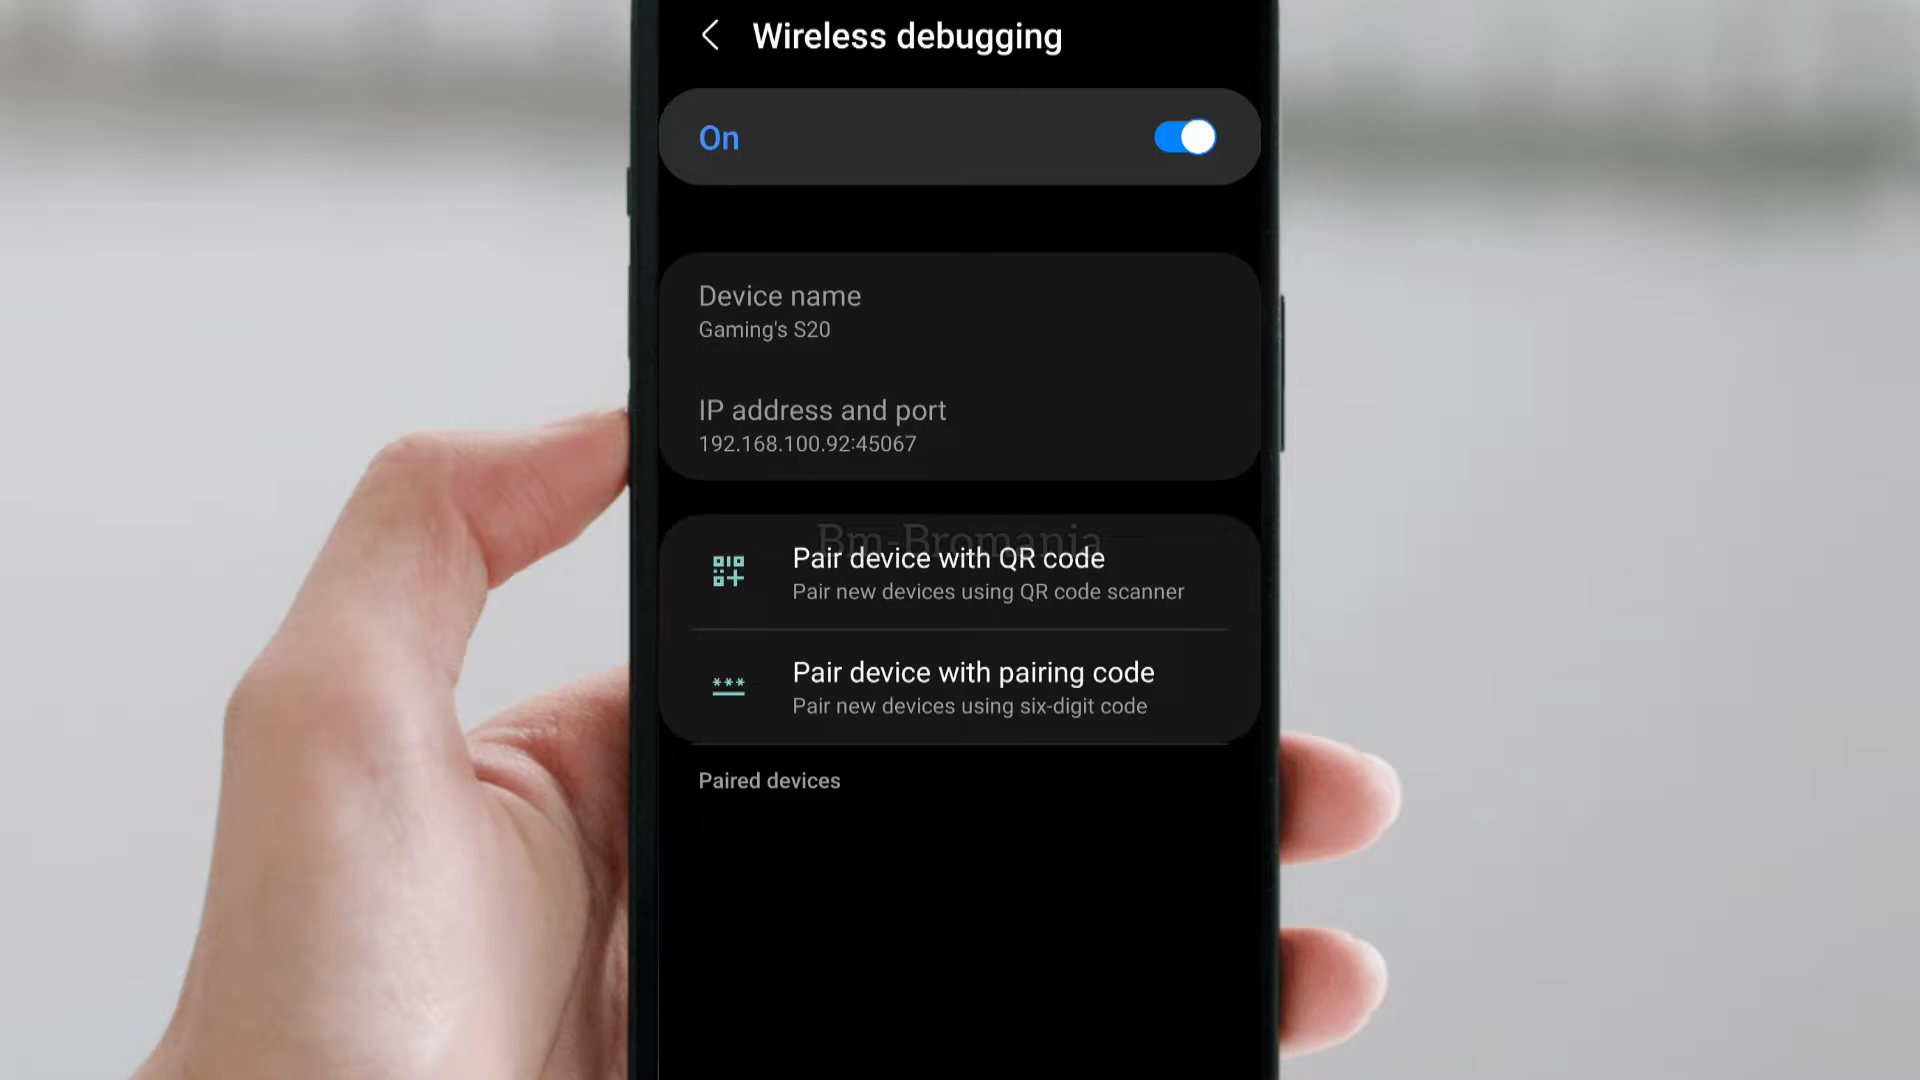 Wireless debugging
On
Device name
Gaming's S20
IP address and port
192.168.100.92:45067
Bm-Bromania
Pair device with QR code
Pair new devices using QR code scanner
Pair device with pairing code
Pair new devices using six-digit code
Paired devices